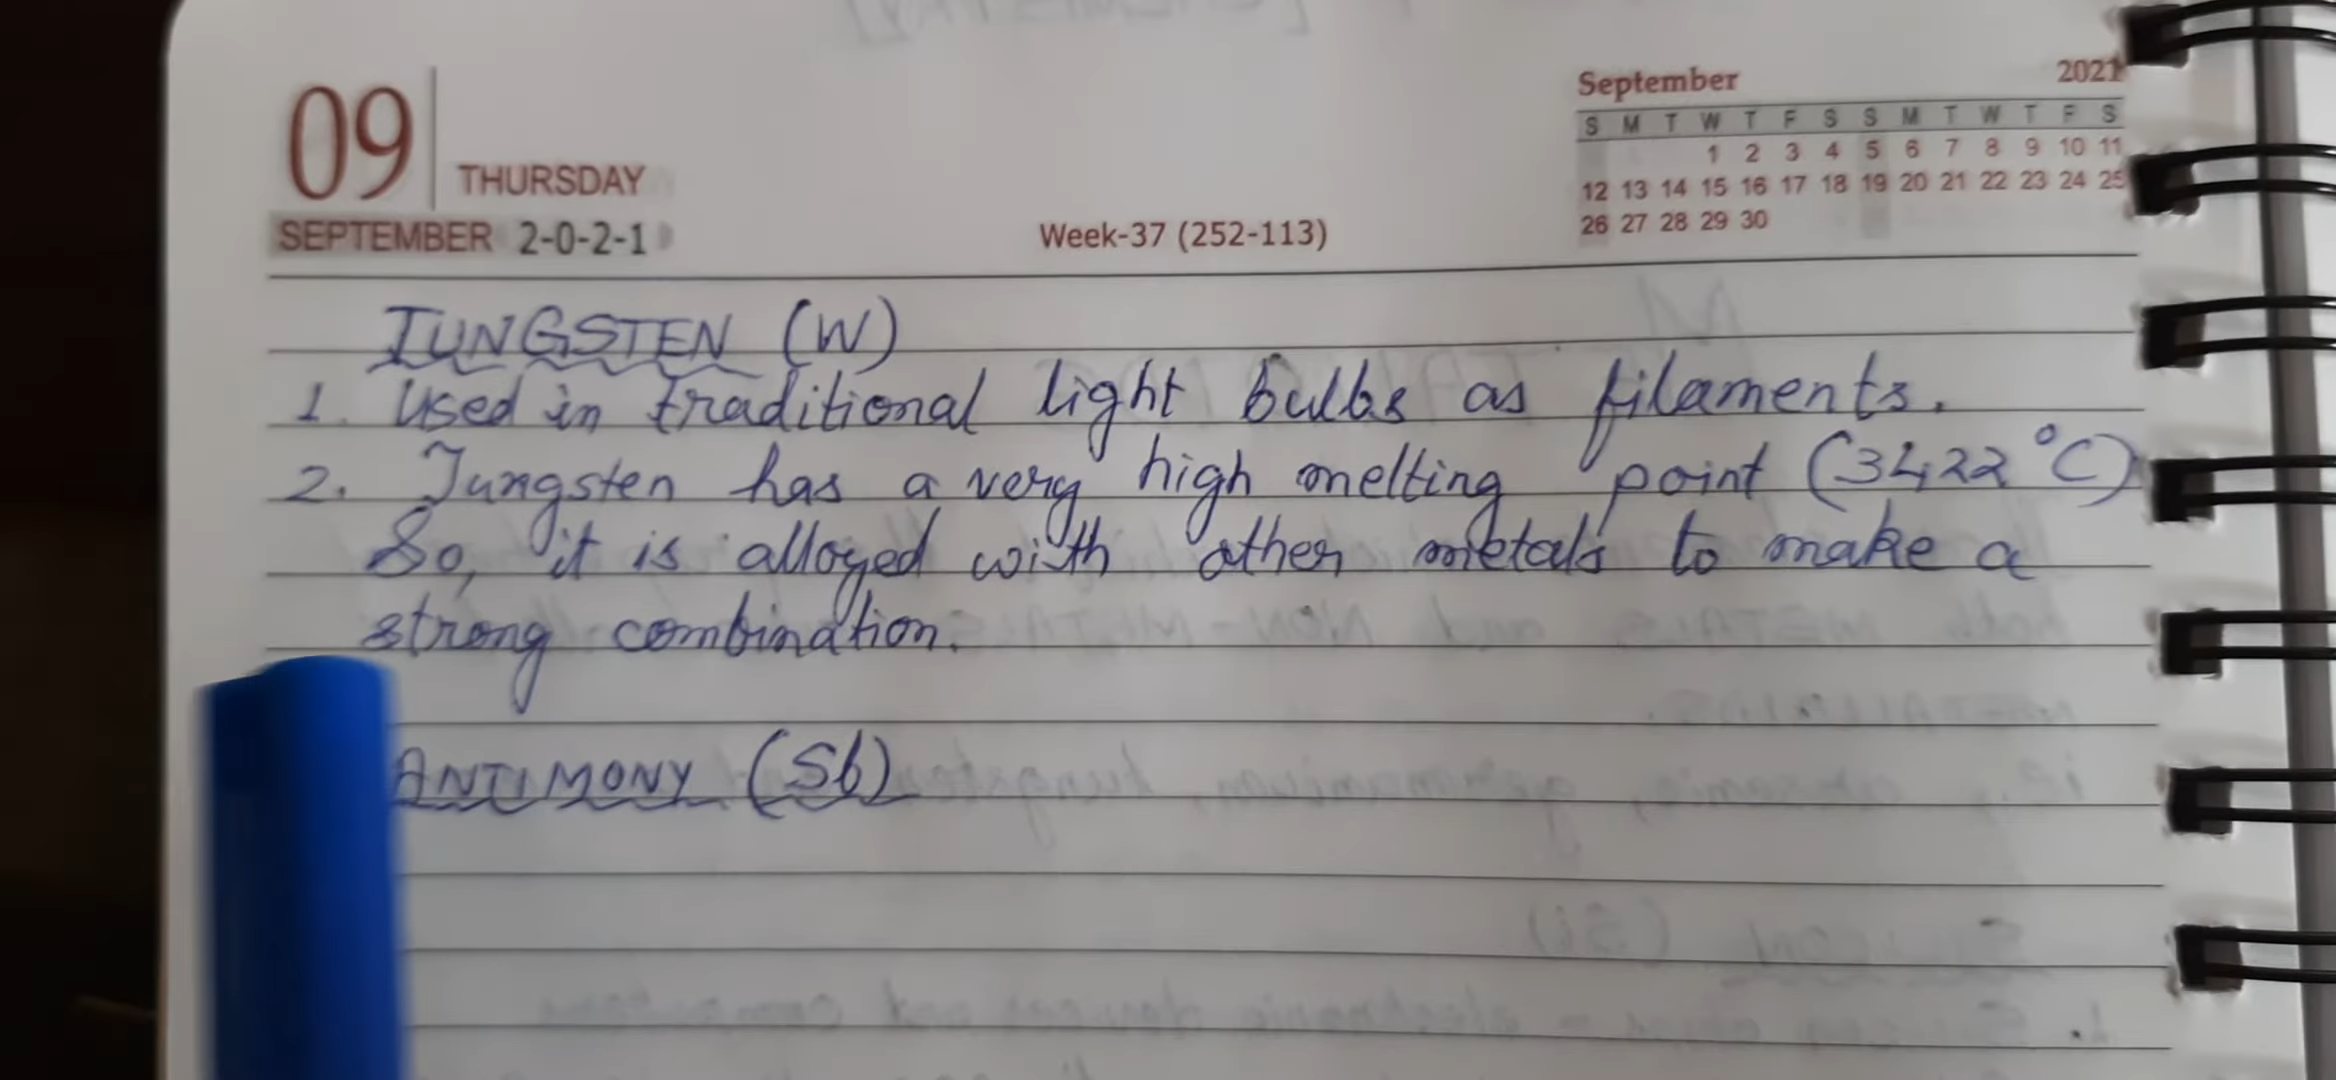 09
THURSDAY
SEPTEMBER 2-0-2-1
Week-37 (252-113)
September 2021
S M T W T F S S M T W T F S
1 2 3 4 5 6 7 8 9 10 11
12 13 14 15 16 17 18 19 20 21 22 23 24 25
26 27 28 29 30
TUNGSTEN (W)
1. Used in traditional light bulbs as filaments.
2. Tungsten has a very high melting point (3422°C)
So, it is alloyed with other metals to make a
strong combination.
ANTIMONY (Sb)